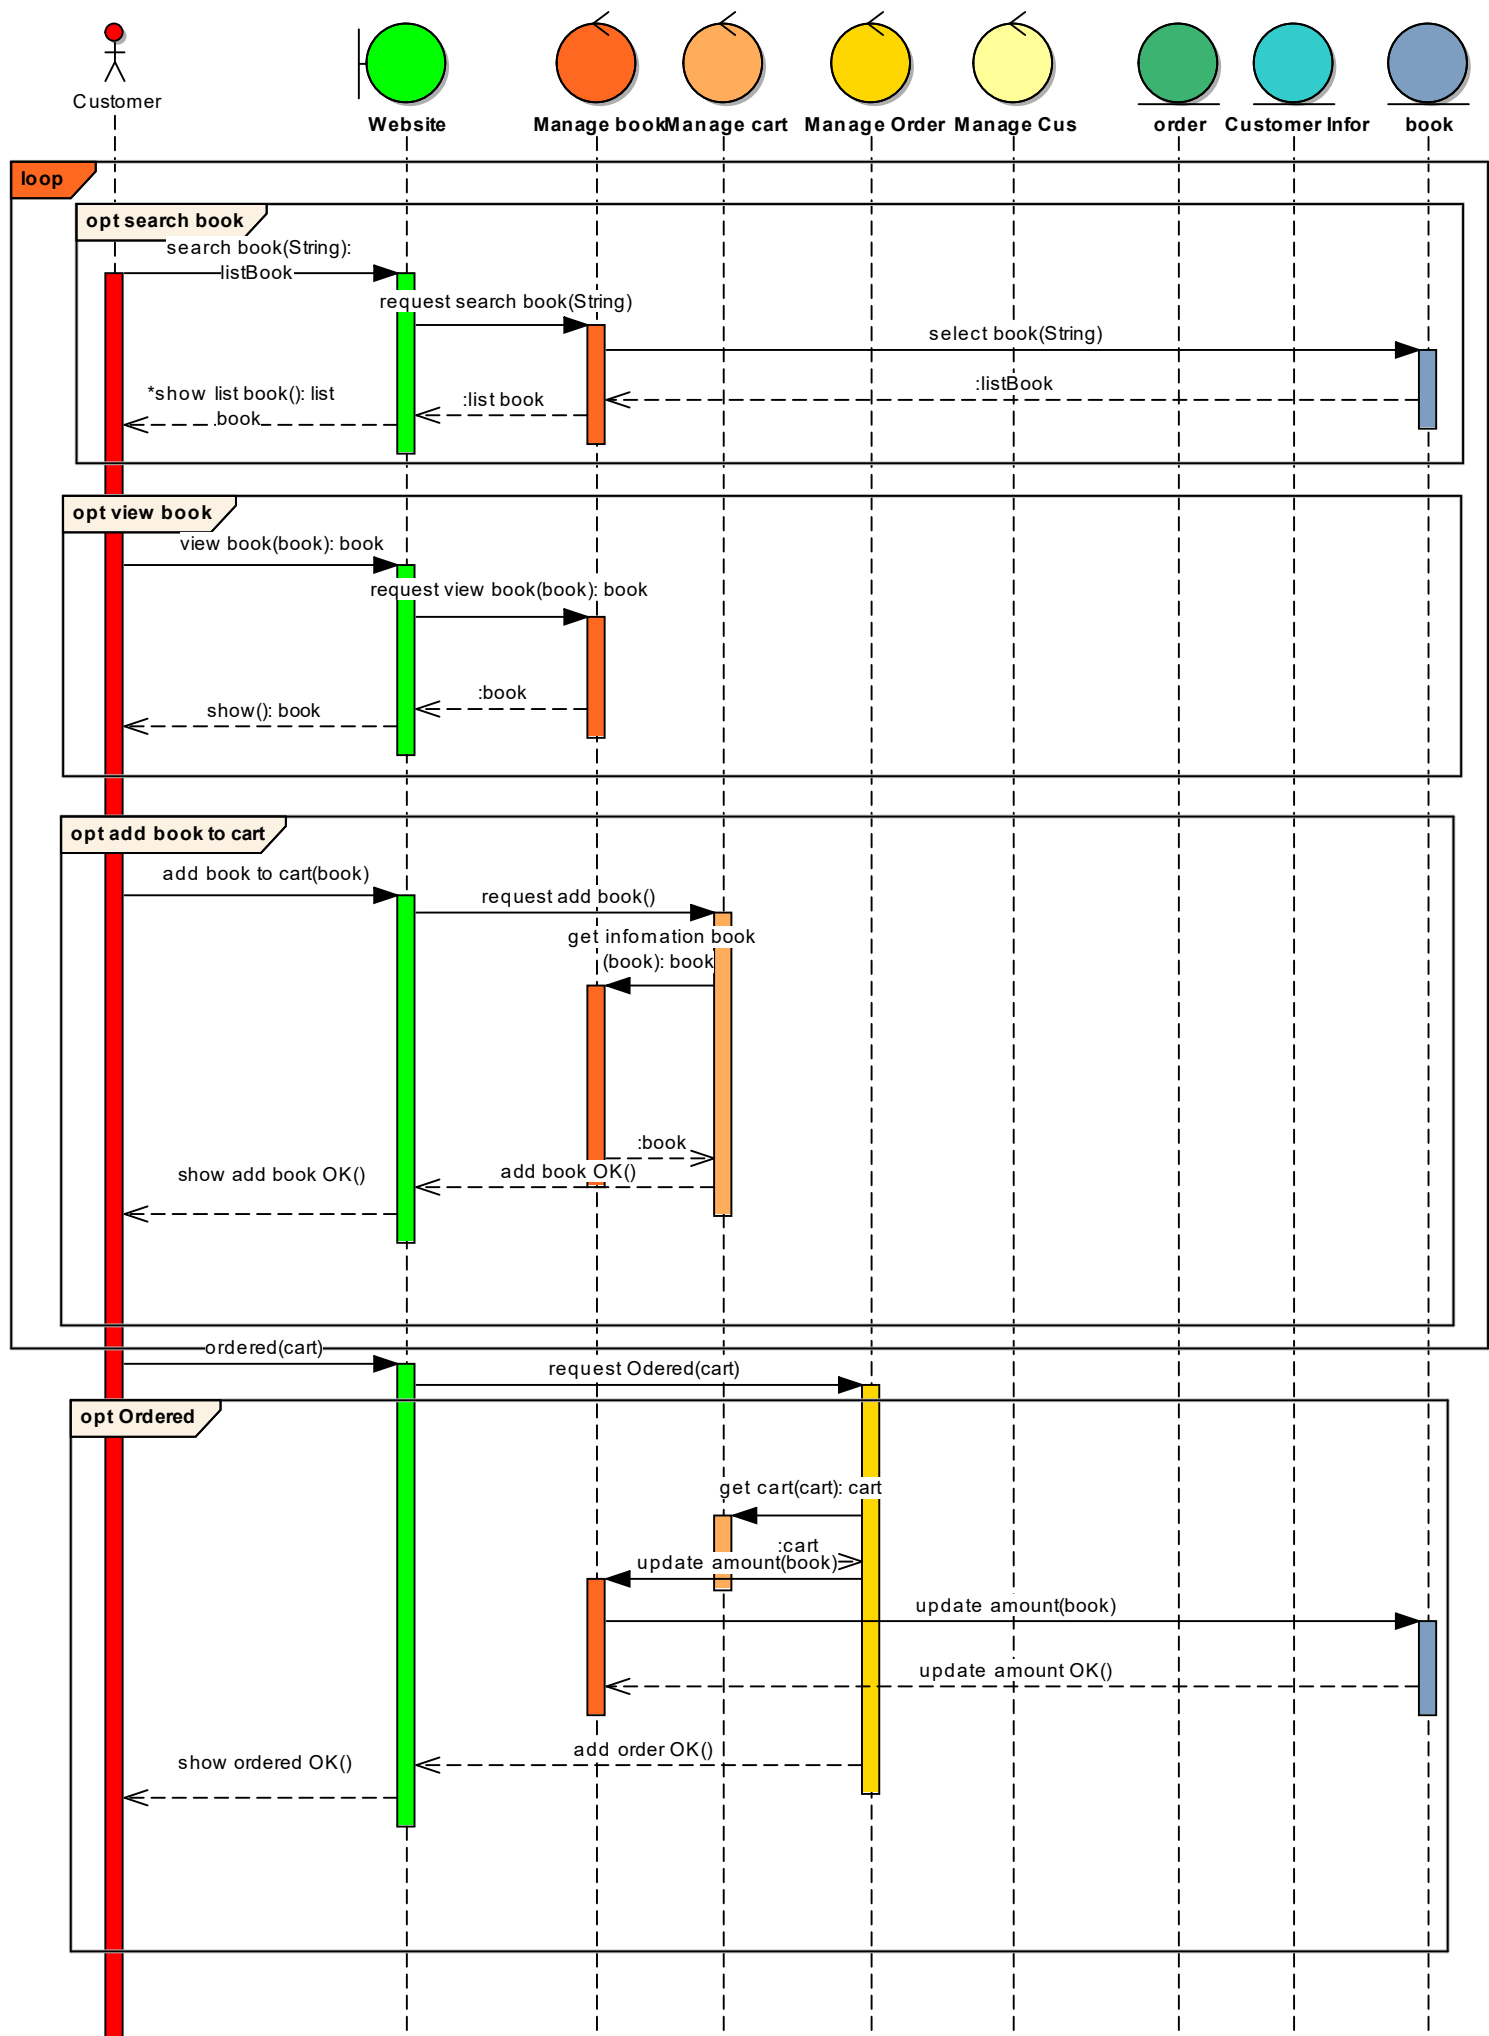 Customer
Website
Manage book
Manage cart
Manage Order
Manage Cus
order
Customer Infor
book
loop
opt search book
search book(String):
listBook
request search book(String)
select book(String)
:listBook
:list book
*show list book(): list
book
opt view book
view book(book): book
request view book(book): book
:book
show(): book
opt add book to cart
add book to cart(book)
request add book()
get infomation book
(book): book
:book
add book OK()
show add book OK()
ordered(cart)
request Odered(cart)
opt Ordered
get cart(cart): cart
:cart
update amount(book)
update amount(book)
update amount OK()
add order OK()
show ordered OK()